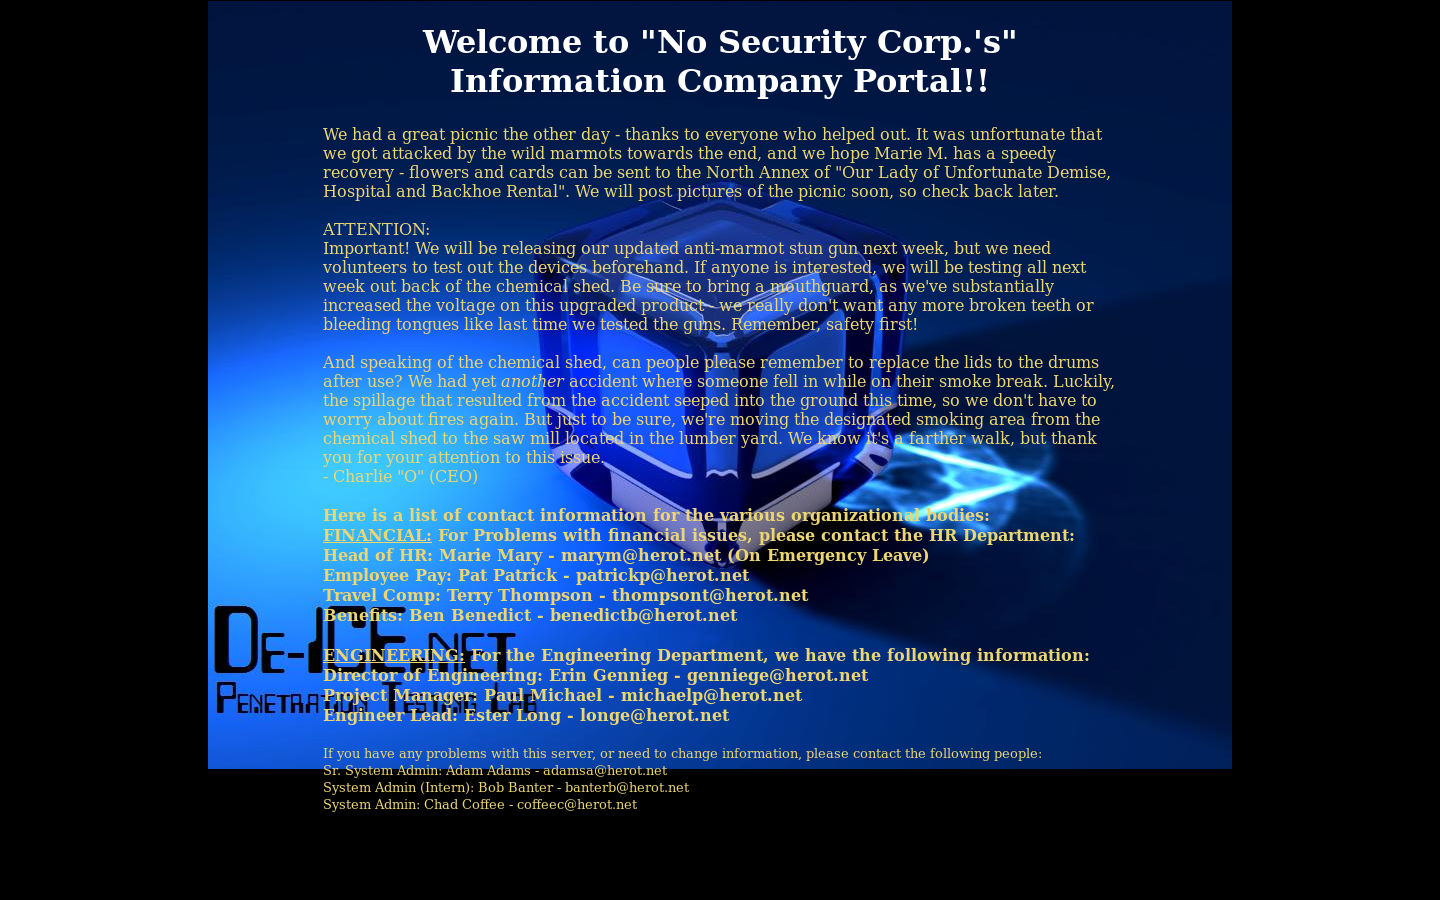 Welcome to "No Security Corp.'s"
Information Company Portal!!
We had a great picnic the other day - thanks to everyone who helped out. It was unfortunate that
we got attacked by the wild marmots towards the end, and we hope Marie M. has a speedy
recovery - flowers and cards can be sent to the North Annex of "Our Lady of Unfortunate Demise,
Hospital and Backhoe Rental". We will post pictures of the picnic soon, so check back later.
ATTENTION:
Important! We will be releasing our updated anti-marmot stun gun next week, but we need
volunteers to test out the devices beforehand. If anyone is interested, we will be testing all next
week out back of the chemical shed. Be sure to bring a mouthguard, as we've substantially
increased the voltage on this upgraded product - we really don't want any more broken teeth or
bleeding tongues like last time we tested the guns. Remember, safety first!
And speaking of the chemical shed, can people please remember to replace the lids to the drums
after use? We had yet another accident where someone fell in while on their smoke break. Luckily,
the spillage that resulted from the accident seeped into the ground this time, so we don't have to
worry about fires again. But just to be sure, we're moving the designated smoking area from the
chemical shed to the saw mill located in the lumber yard. We know it's a farther walk, but thank
you for your attention to this issue.
- Charlie "O" (CEO)
Here is a list of contact information for the various organizational bodies:
FINANCIAL: For Problems with financial issues, please contact the HR Department:
Head of HR: Marie Mary - marym@herot.net (On Emergency Leave)
Employee Pay: Pat Patrick - patrickp@herot.net
Travel Comp: Terry Thompson - thompsont@herot.net
Benefits: Ben Benedict - benedictb@herot.net
De-ICE.net
Penetration Testing Lab
ENGINEERING: For the Engineering Department, we have the following information:
Director of Engineering: Erin Gennieg - genniege@herot.net
Project Manager: Paul Michael - michaelp@herot.net
Engineer Lead: Ester Long - longe@herot.net
If you have any problems with this server, or need to change information, please contact the following people:
Sr. System Admin: Adam Adams - adamsa@herot.net
System Admin (Intern): Bob Banter - banterb@herot.net
System Admin: Chad Coffee - coffeec@herot.net